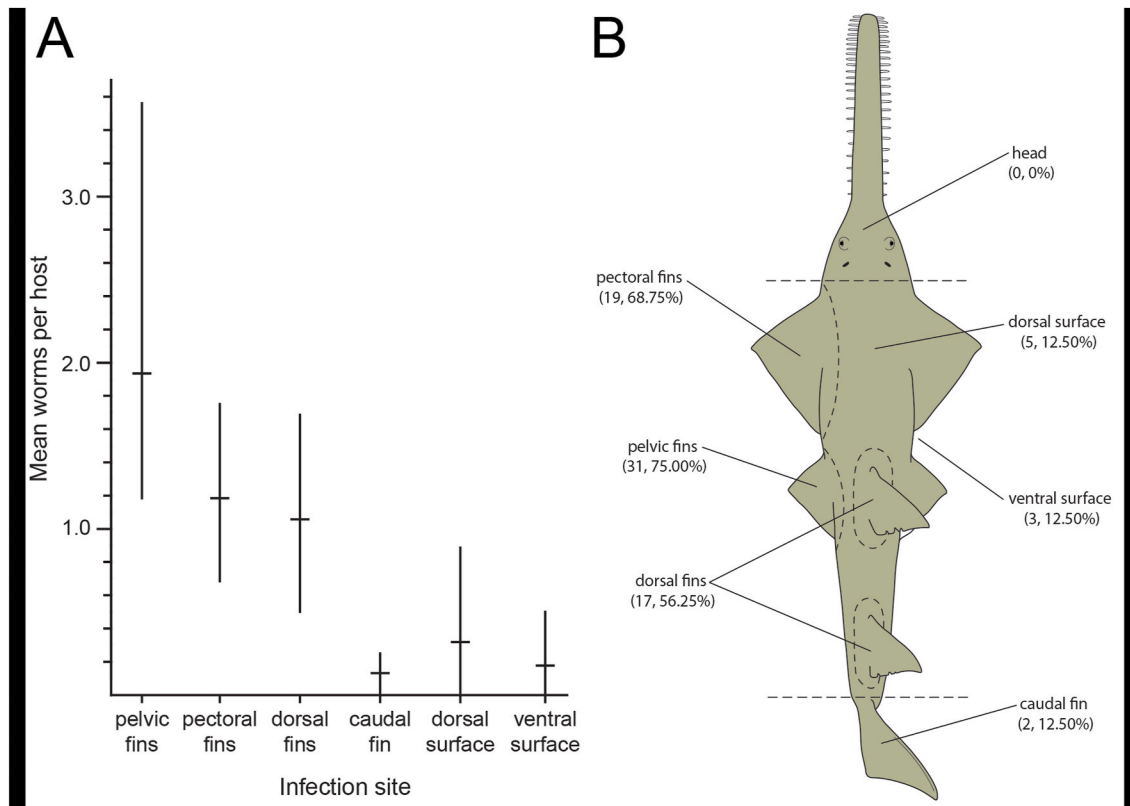 A
Mean worms per host
3.0
2.0
1.0
pelvic
fins
pectoral
fins
dorsal
fins
caudal
fin
dorsal
surface
ventral
surface
Infection site
B
head
(0, 0%)
pectoral fins
(19, 68.75%)
dorsal surface
(5, 12.50%)
pelvic fins
(31, 75.00%)
ventral surface
(3, 12.50%)
dorsal fins
(17, 56.25%)
caudal fin
(2, 12.50%)